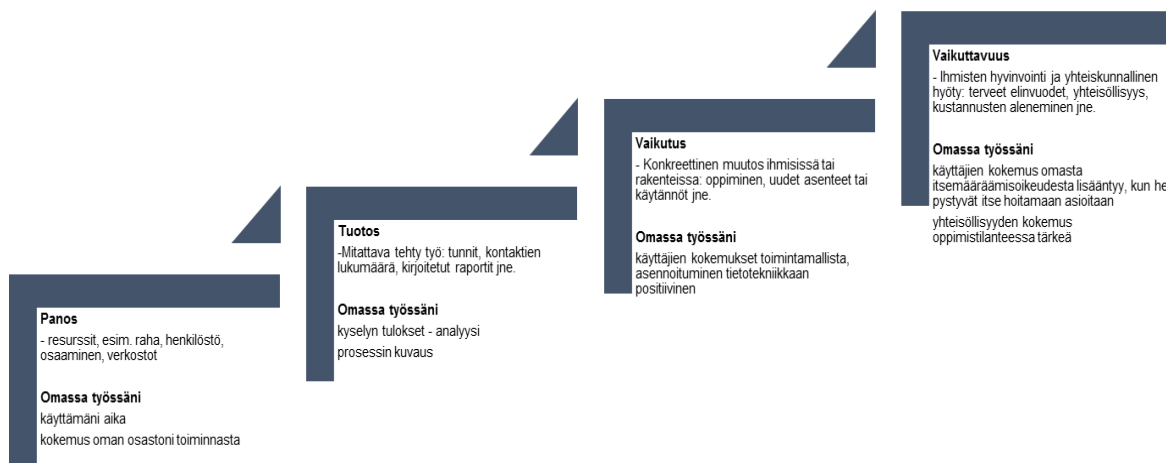 Panos
- resurssit, esim. raha, henkilöstö,
osaaminen, verkostot
Omassa työssäni
käyttämäni aika
kokemus oman osastoni toiminnasta
Tuotos
-Mitattava tehty työ: tunnit, kontaktien
lukumäärä, kirjoitetut raportit jne.
Omassa työssäni
kyselyn tulokset - analyysi
prosessin kuvaus
Vaikutus
- Konkreettinen muutos ihmisissä tai
rakenteissa: oppiminen, uudet asenteet tai
käytännöt jne.
Omassa työssäni
käyttäjien kokemukset toimintamallista,
asennoituminen tietotekniikkaan
positiivinen
Vaikuttavuus
- Ihmisten hyvinvointi ja yhteiskunnallinen
hyöty: terveet elinvuodet, yhteisöllisyys,
kustannusten aleneminen jne.
Omassa työssäni
käyttäjien kokemus omasta
itsemääräämisoikeudesta lisääntyy, kun he
pystyvät itse hoitamaan asioitaan
yhteisöllisyyden kokemus
oppimistilanteessa tärkeä